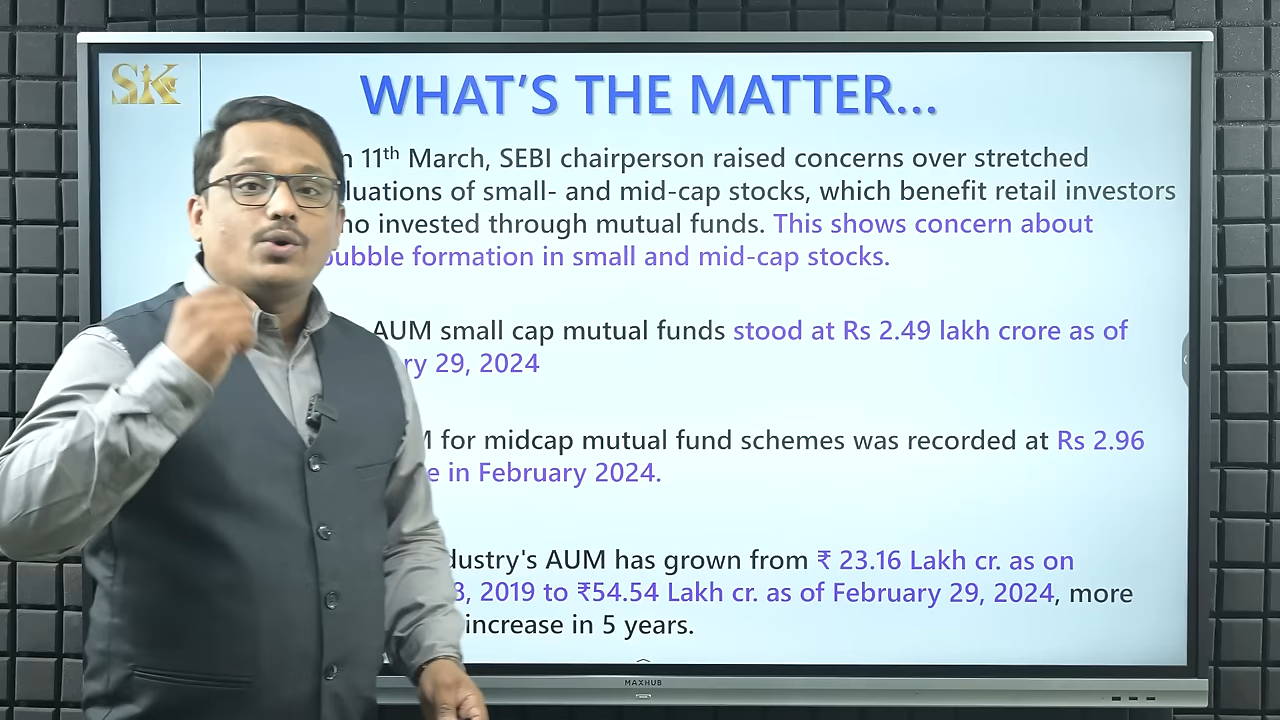 SK
WHAT'S THE MATTER...
11th March, SEBI chairperson raised concerns over stretched
of small- and mid-cap stocks, which benefit retail investors
invested through mutual funds. This shows concern about
bubble formation in small and mid-cap stocks.
AUM small cap mutual funds stood at Rs 2.49 lakh crore as of
29, 2024
for midcap mutual fund schemes was recorded at Rs 2.96
in February 2024.
AUM has grown from ₹ 23.16 Lakh cr. as on
2019 to ₹54.54 Lakh cr. as of February 29, 2024, more
increase in 5 years.
MAXHUB